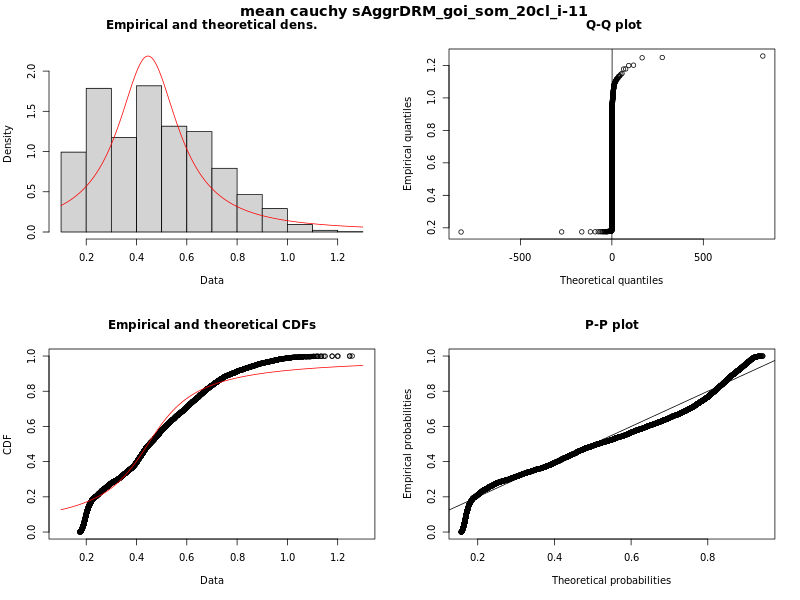 mean cauchy sAggrDRM_goi_som_20cl_i-11
Empirical and theoretical dens.
Density
0.0 0.5 1.0 1.5 2.0
0.2 0.4 0.6 0.8 1.0 1.2
Data
Q-Q plot
Empirical quantiles
0.2 0.4 0.6 0.8 1.0 1.2
-500 0 500
Theoretical quantiles
Empirical and theoretical CDFs
CDF
0.0 0.2 0.4 0.6 0.8 1.0
0.2 0.4 0.6 0.8 1.0 1.2
Data
P-P plot
Empirical probabilities
0.0 0.2 0.4 0.6 0.8 1.0
0.2 0.4 0.6 0.8
Theoretical probabilities